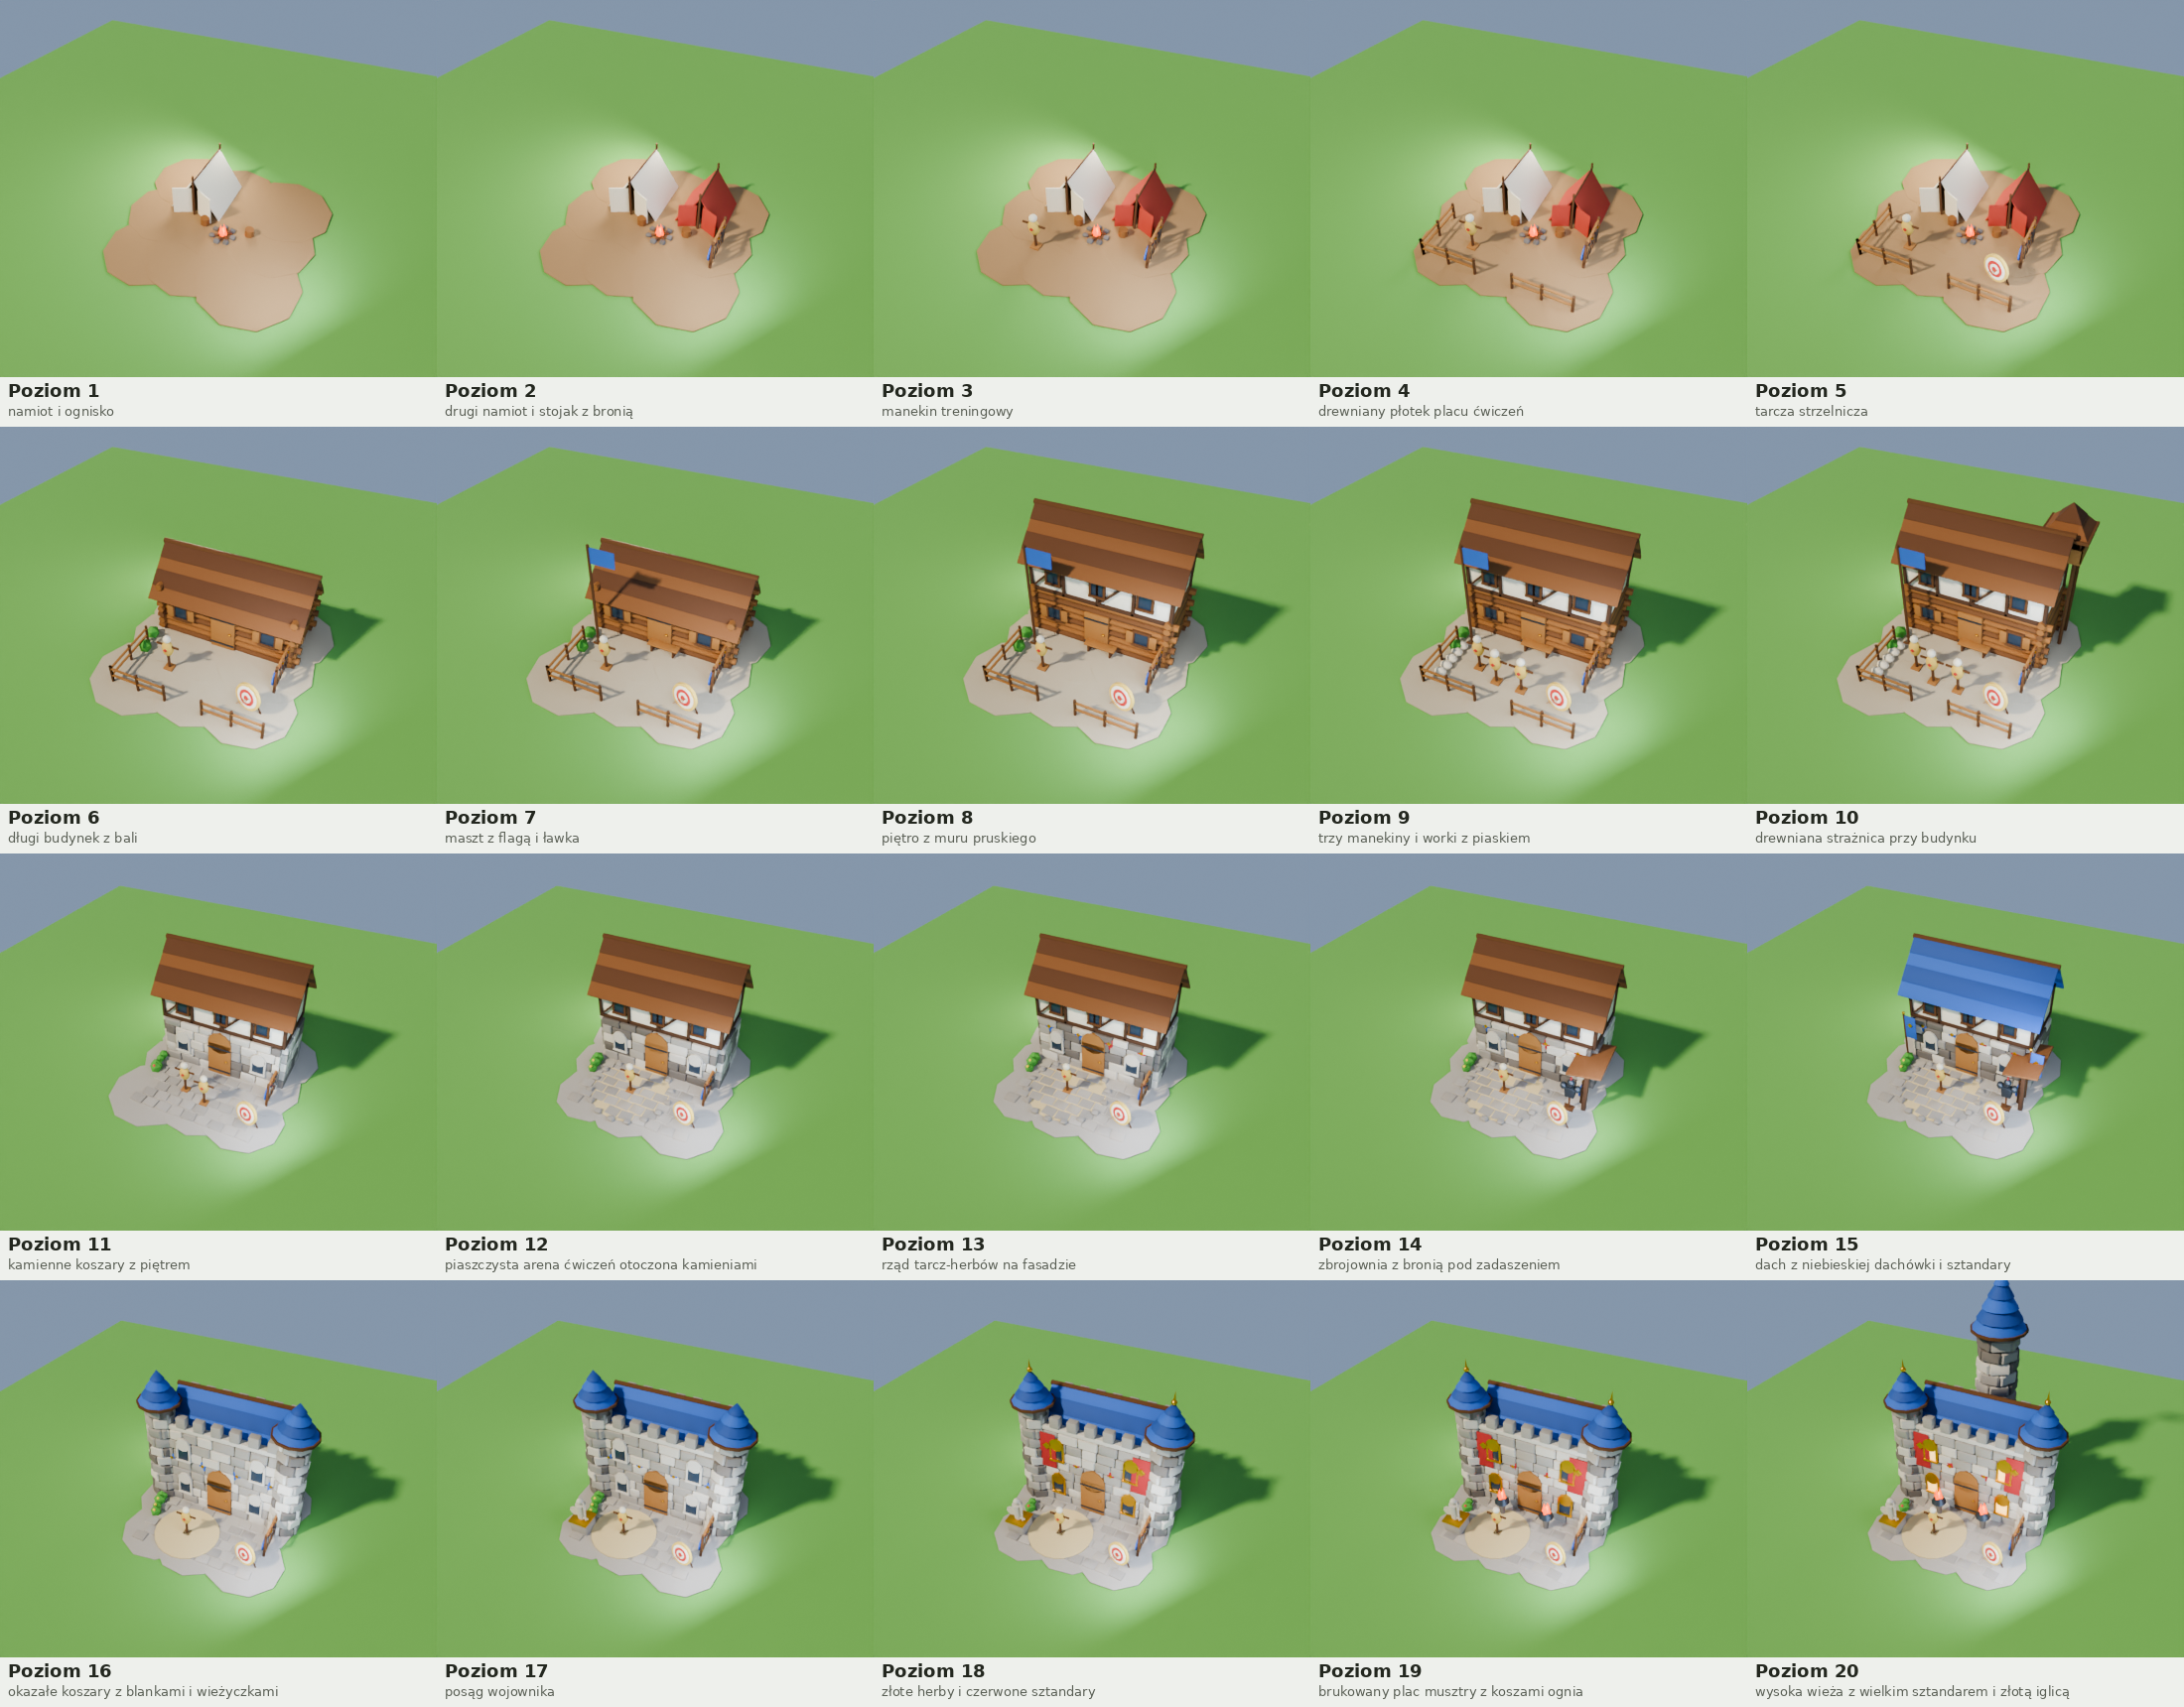 Poziom 1
namiot i ognisko
Poziom 2
drugi namiot i stojak z bronią
Poziom 3
manekin treningowy
Poziom 4
drewniany płotek placu ćwiczeń
Poziom 5
tarcza strzelnicza
Poziom 6
długi budynek z bali
Poziom 7
maszt z flagą i ławka
Poziom 8
piętro z muru pruskiego
Poziom 9
trzy manekiny i worki z piaskiem
Poziom 10
drewniana strażnica przy budynku
Poziom 11
kamienne koszary z piętrem
Poziom 12
piaszczysta arena ćwiczeń otoczona kamieniami
Poziom 13
rząd tarcz-herbów na fasadzie
Poziom 14
zbrojownia z bronią pod zadaszeniem
Poziom 15
dach z niebieskiej dachówki i sztandary
Poziom 16
okazałe koszary z blankami i wieżyczkami
Poziom 17
posąg wojownika
Poziom 18
złote herby i czerwone sztandary
Poziom 19
brukowany plac musztry z koszami ognia
Poziom 20
wysoka wieża z wielkim sztandarem i złotą iglicą